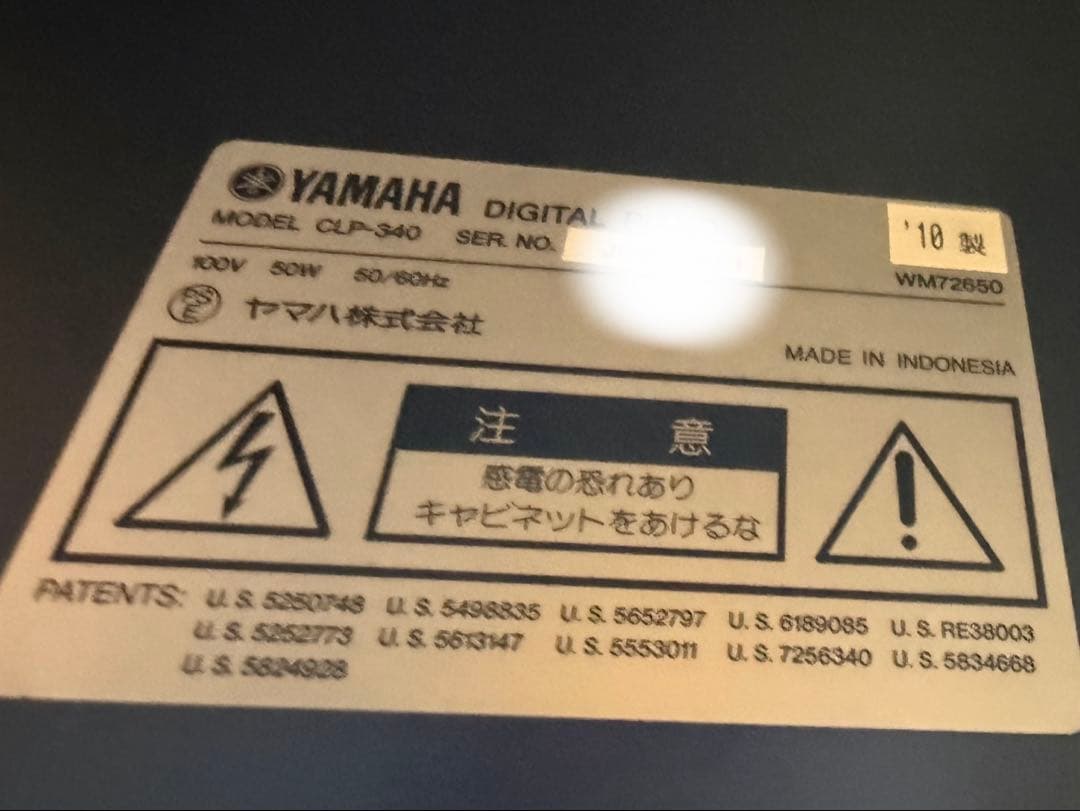 YAMAHA DIGITAL
'10 製
MODEL CLP-340 SER. NO.
WM72650
100V 50W 50/60Hz
PSE ヤマハ株式会社
MADE IN INDONESIA
注意
感電の恐れあり
キャビネットをあけるな
PATENTS: U. S. 5260748 U. S. 5498835 U. S. 5652797 U. S. 6189085 U. S. RE38003
U. S. 5252773 U. S. 5613147 U. S. 5553011 U. S. 7256340 U. S. 5834668
U. S. 5824928